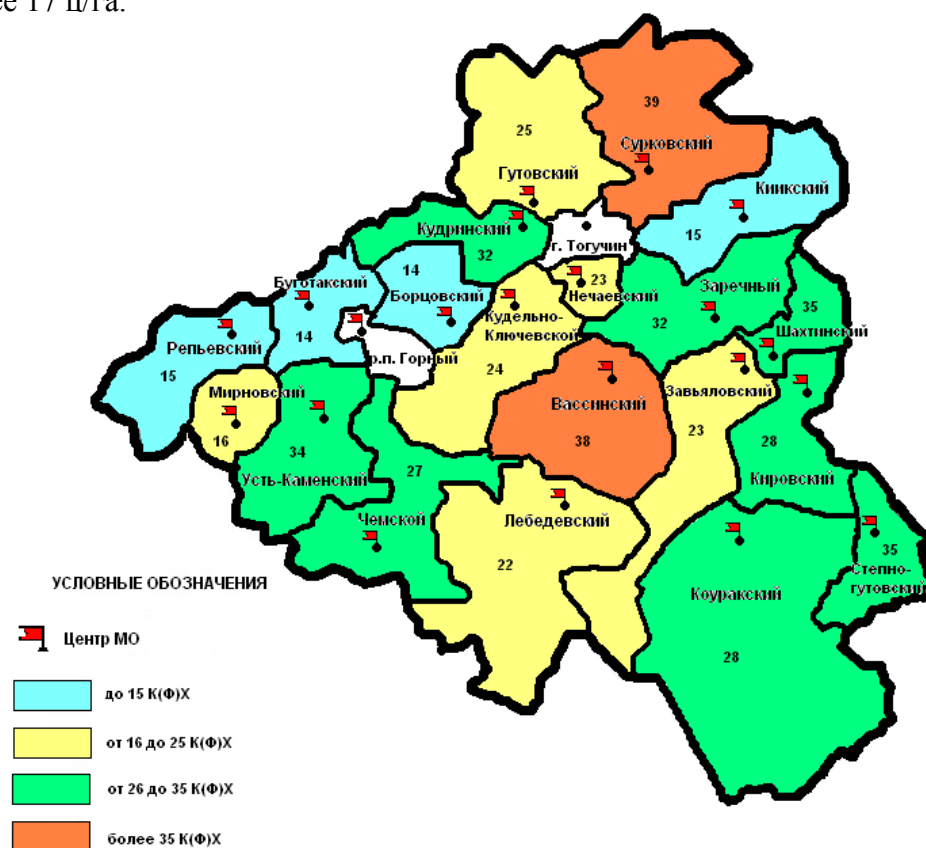 17 ц/га.
39
25
Сурковский
Гутовский
Кинкский
15
Кудринский
г. Тогучин
32
14
23
Заречный
Буготакский
Борцовский
Нечаевский
35
Кудельно-
Ключевской
32
Шахтинский
Репьевский
14
р.п. Горный
15
24
Завьяловский
Мирновский
Вассинский
16
34
38
23
28
Усть-Каменский
27
Кировский
Чемской
Лебедевский
35
22
Степно-
гутовский
Коуракский
28
УСЛОВНЫЕ ОБОЗНАЧЕНИЯ
Центр МО
до 15 К(Ф)Х
от 16 до 25 К(Ф)Х
от 26 до 35 К(Ф)Х
более 35 К(Ф)Х